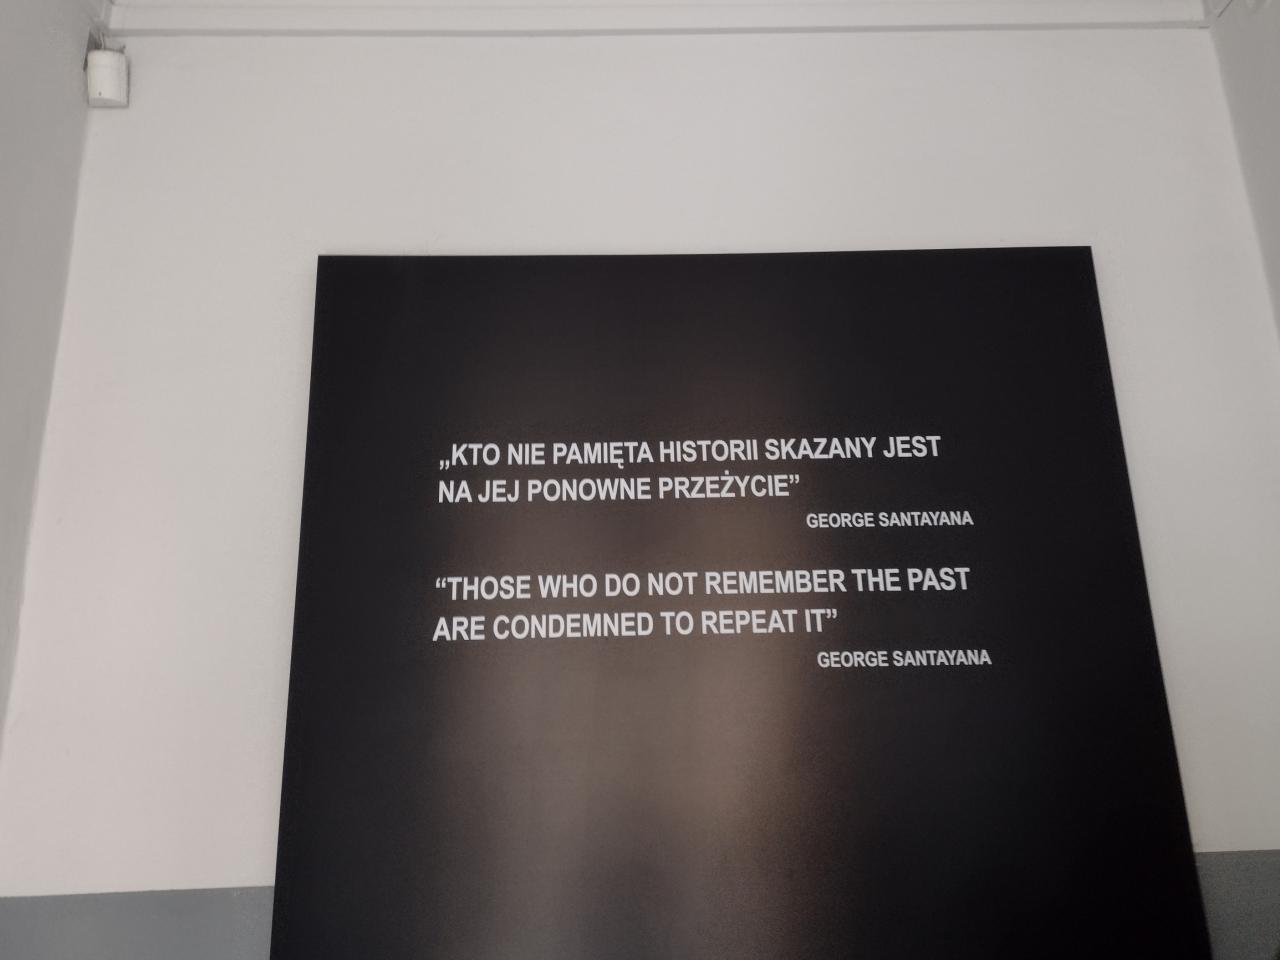 „KTO NIE PAMIĘTA HISTORII SKAZANY JEST
NA JEJ PONOWNE PRZEŻYCIE”
GEORGE SANTAYANA
“THOSE WHO DO NOT REMEMBER THE PAST
ARE CONDEMNED TO REPEAT IT”
GEORGE SANTAYANA